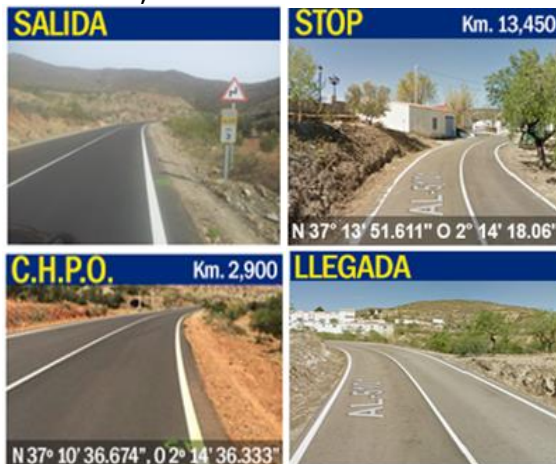 SALIDA
STOP Km. 13,450
N 37° 13' 51.611" O 2° 14' 18.06"
C.H.P.O. Km. 2,900
N 37º 10' 36.674", O 2º 14' 36.333"
LLEGADA